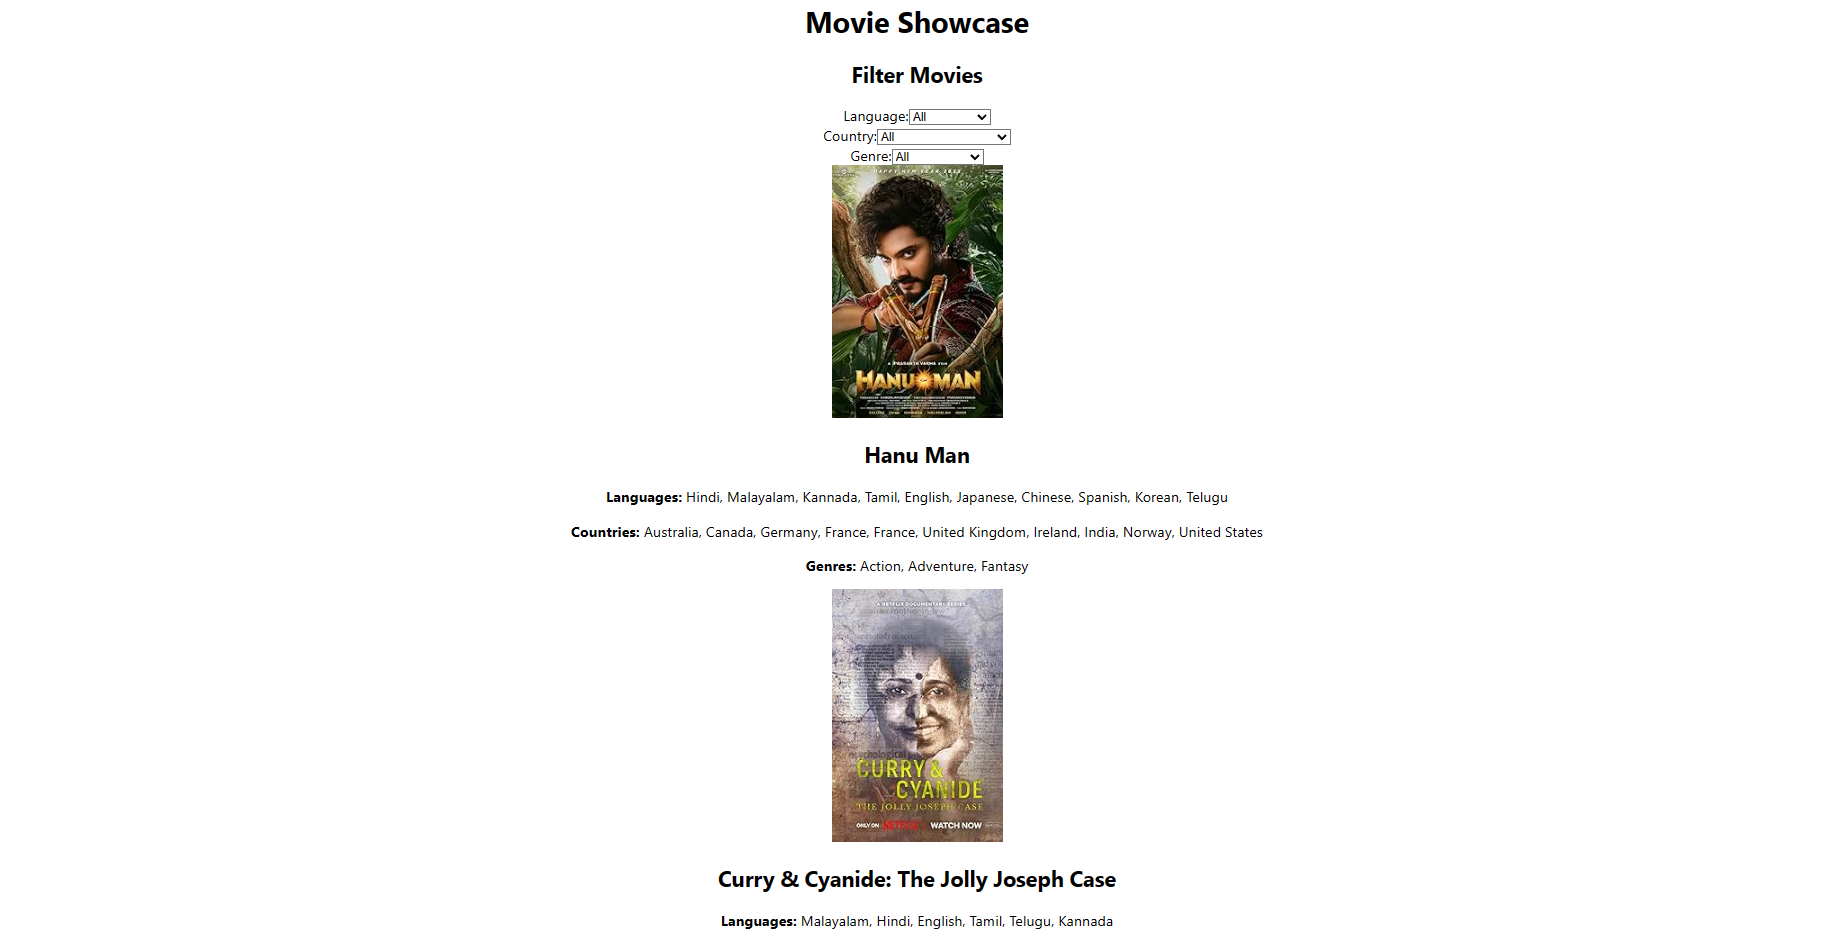 Movie Showcase
Filter Movies
Language: All
Country: All
Genre: All
HAPPY NEW YEAR
A PRASANTH VARMA FILM
HANU-MAN
Hanu Man
Languages: Hindi, Malayalam, Kannada, Tamil, English, Japanese, Chinese, Spanish, Korean, Telugu
Countries: Australia, Canada, Germany, France, France, United Kingdom, Ireland, India, Norway, United States
Genres: Action, Adventure, Fantasy
A NETFLIX DOCUMENTARY SERIES
psychological
CURRY &
CYANIDE
THE JOLLY JOSEPH CASE
ONLY ON NETFLIX WATCH NOW
Curry & Cyanide: The Jolly Joseph Case
Languages: Malayalam, Hindi, English, Tamil, Telugu, Kannada